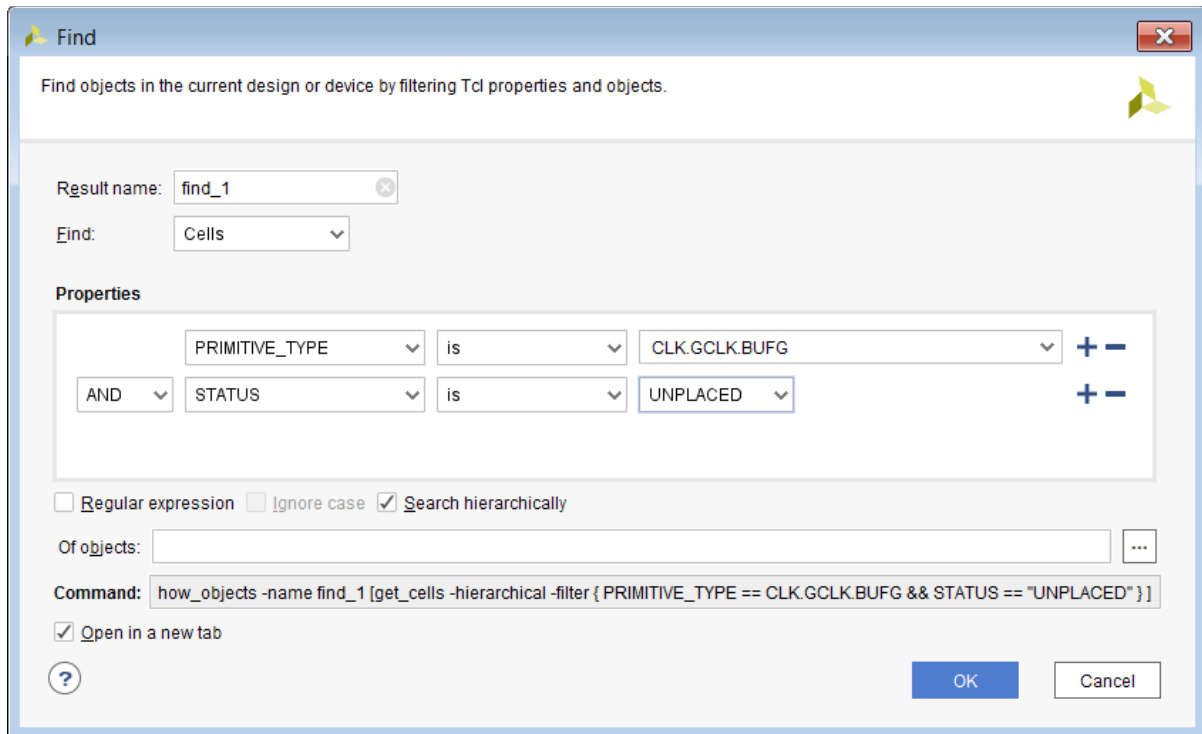 Find
Find objects in the current design or device by filtering Tcl properties and objects.
Result name: find_1
Find: Cells
Properties
PRIMITIVE_TYPE is CLK.GCLK.BUFG
AND STATUS is UNPLACED
Regular expression Ignore case Search hierarchically
Of objects: ...
Command: how_objects -name find_1 [get_cells -hierarchical -filter { PRIMITIVE_TYPE == CLK.GCLK.BUFG && STATUS == "UNPLACED" } ]
Open in a new tab
? OK Cancel